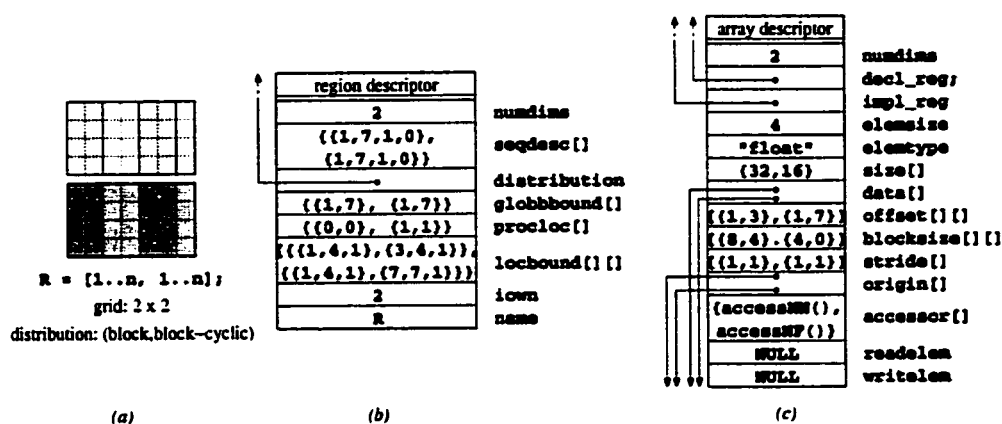 R = [1..n, 1..n];
grid: 2 x 2
distribution: (block,block-cyclic)
(a)
region descriptor
2 numdims
{{1,7,1,0},
{1,7,1,0}} seqdesc[]
distribution
{{1,7}, {1,7}} globbbound[]
{{0,0}, {1,1}} procloc[]
{{{1,4,1},{3,4,1}},
{{1,4,1},{7,7,1}}} locbound[][]
2 iown
R name
(b)
array descriptor
2 numdims
decl_reg;
impl_reg
4 elemsize
"float" elemtype
{32,16} size[]
data[]
{{1,3},{1,7}} offset[][]
{{8,4}.{4,0}} blocksize[][]
{{1,1},{1,1}} stride[]
origin[]
{accessNN(),
accessNF()} accessor[]
NULL readelem
NULL writelem
(c)